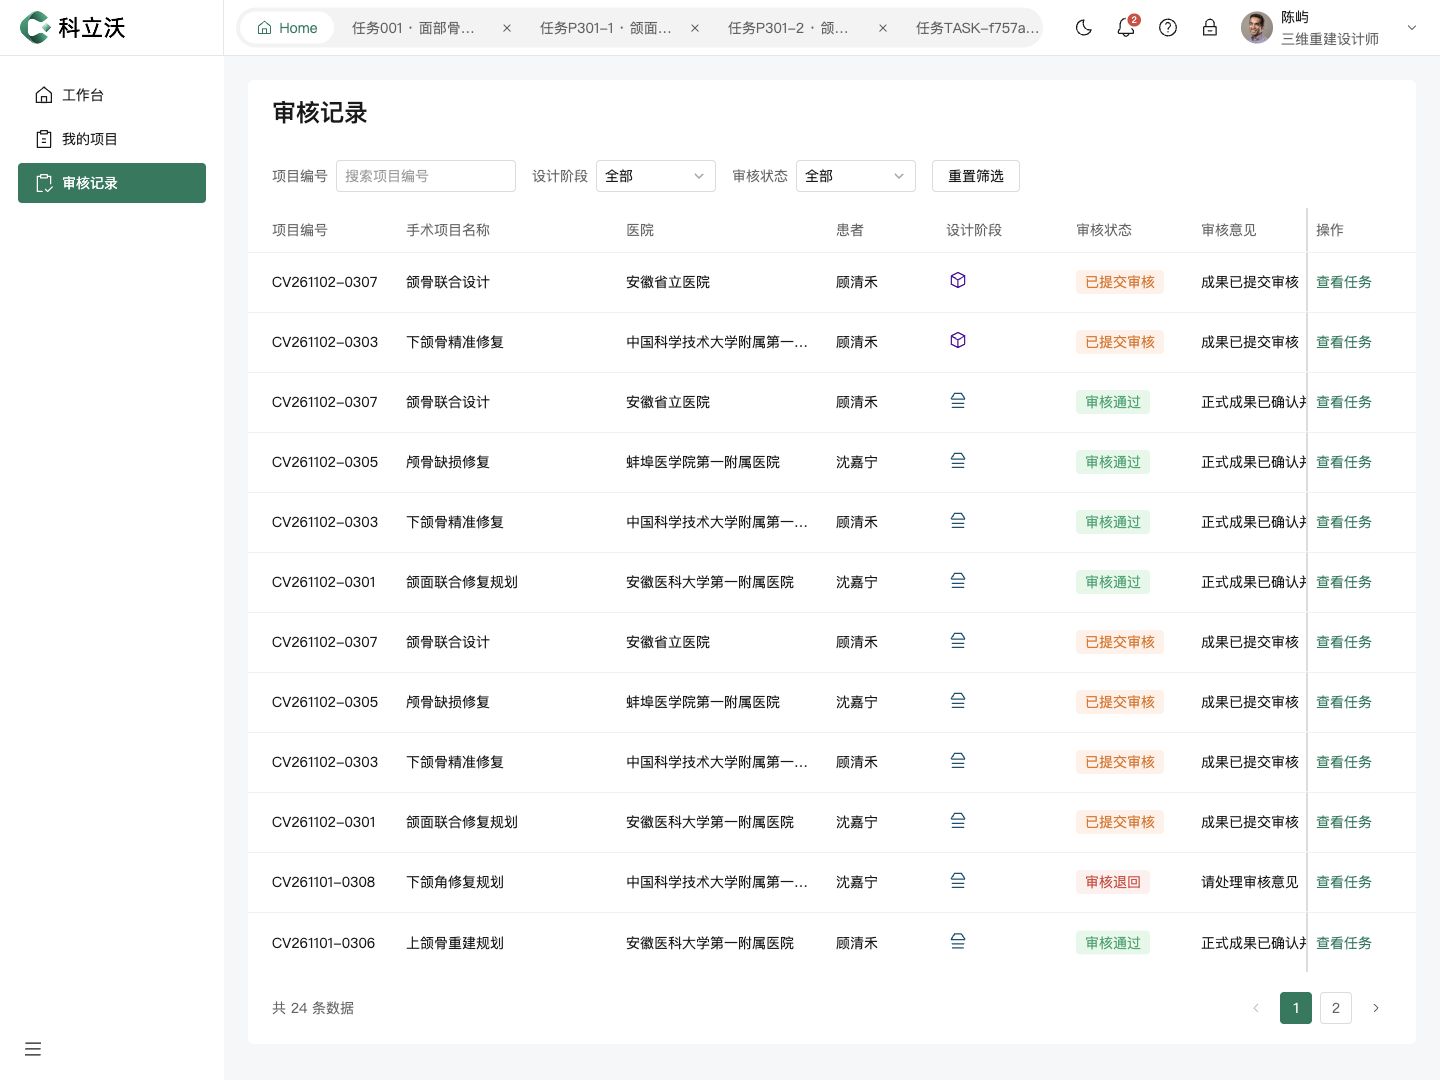 科立沃
Home
任务001 · 面部骨...
任务P301-1 · 颌面...
任务P301-2 · 颌...
任务TASK-f757a...
2
陈屿
三维重建设计师
工作台
我的项目
审核记录
审核记录
项目编号 搜索项目编号 设计阶段 全部 审核状态 全部 重置筛选
项目编号 手术项目名称 医院 患者 设计阶段 审核状态 审核意见 操作
CV261102-0307 颌骨联合设计 安徽省立医院 顾清禾 已提交审核 成果已提交审核 查看任务
CV261102-0303 下颌骨精准修复 中国科学技术大学附属第一... 顾清禾 已提交审核 成果已提交审核 查看任务
CV261102-0307 颌骨联合设计 安徽省立医院 顾清禾 审核通过 正式成果已确认 查看任务
CV261102-0305 颅骨缺损修复 蚌埠医学院第一附属医院 沈嘉宁 审核通过 正式成果已确认 查看任务
CV261102-0303 下颌骨精准修复 中国科学技术大学附属第一... 顾清禾 审核通过 正式成果已确认 查看任务
CV261102-0301 颌面联合修复规划 安徽医科大学第一附属医院 沈嘉宁 审核通过 正式成果已确认 查看任务
CV261102-0307 颌骨联合设计 安徽省立医院 顾清禾 已提交审核 成果已提交审核 查看任务
CV261102-0305 颅骨缺损修复 蚌埠医学院第一附属医院 沈嘉宁 已提交审核 成果已提交审核 查看任务
CV261102-0303 下颌骨精准修复 中国科学技术大学附属第一... 顾清禾 已提交审核 成果已提交审核 查看任务
CV261102-0301 颌面联合修复规划 安徽医科大学第一附属医院 沈嘉宁 已提交审核 成果已提交审核 查看任务
CV261101-0308 下颌角修复规划 中国科学技术大学附属第一... 沈嘉宁 审核退回 请处理审核意见 查看任务
CV261101-0306 上颌骨重建规划 安徽医科大学第一附属医院 顾清禾 审核通过 正式成果已确认 查看任务
共 24 条数据 1 2